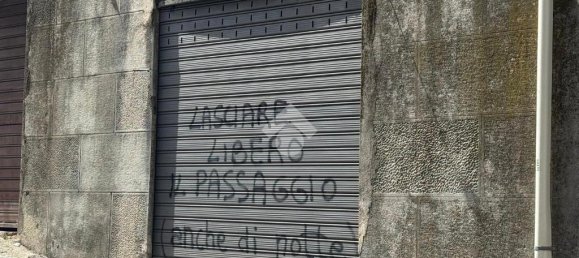 LASCIARE
LIBERO
IL PASSAGGIO
(anche di notte)